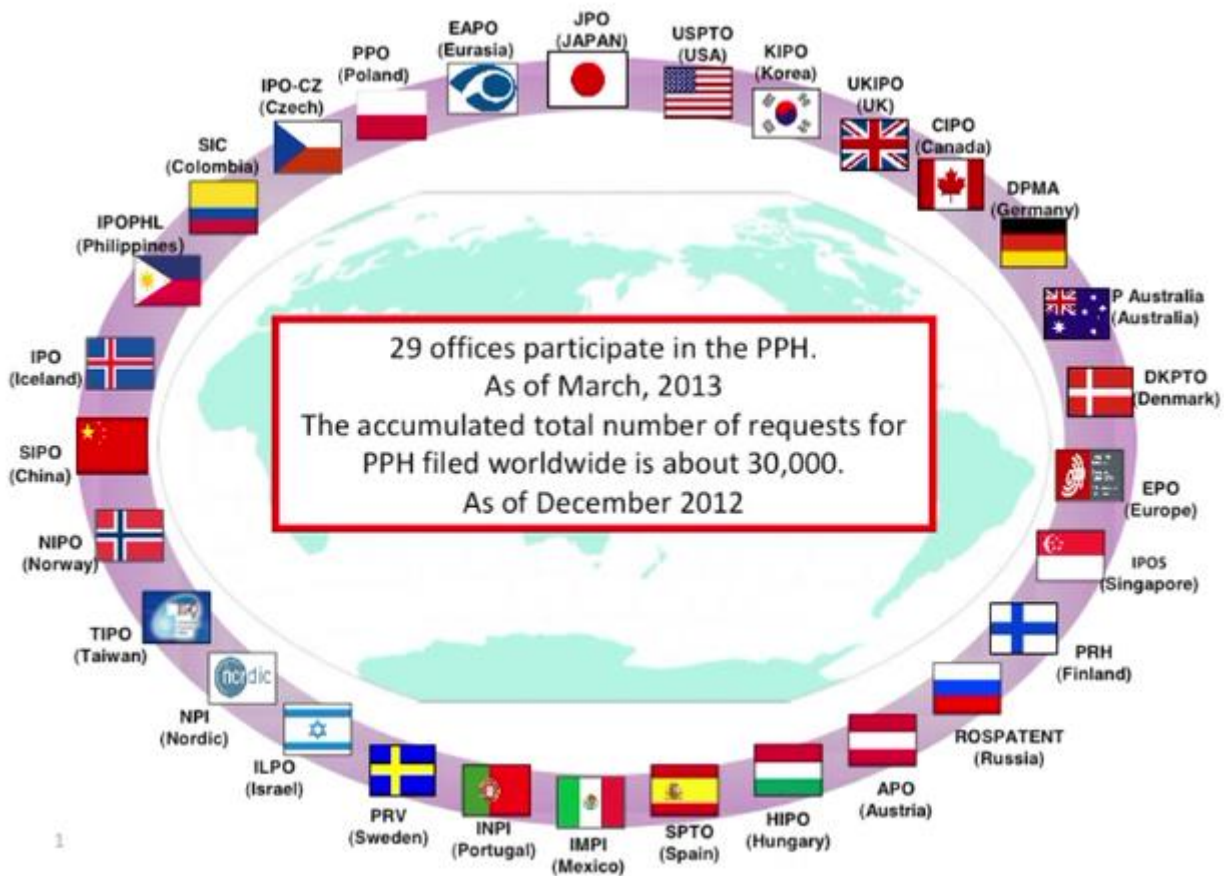 JPO
(JAPAN)
USPTO
(USA)
KIPO
(Korea)
UKIPO
(UK)
CIPO
(Canada)
DPMA
(Germany)
P Australia
(Australia)
DKPTO
(Denmark)
EPO
(Europe)
IPOS
(Singapore)
PRH
(Finland)
ROSPATENT
(Russia)
APO
(Austria)
HIPO
(Hungary)
SPTO
(Spain)
IMPI
(Mexico)
INPI
(Portugal)
PRV
(Sweden)
ILPO
(Israel)
NPI
(Nordic)
nordic
TIPO
(Taiwan)
NIPO
(Norway)
SIPO
(China)
IPO
(Iceland)
IPOPHL
(Philippines)
SIC
(Colombia)
IPO-CZ
(Czech)
PPO
(Poland)
EAPO
(Eurasia)
29 offices participate in the PPH.
As of March, 2013
The accumulated total number of requests for
PPH filed worldwide is about 30,000.
As of December 2012
1